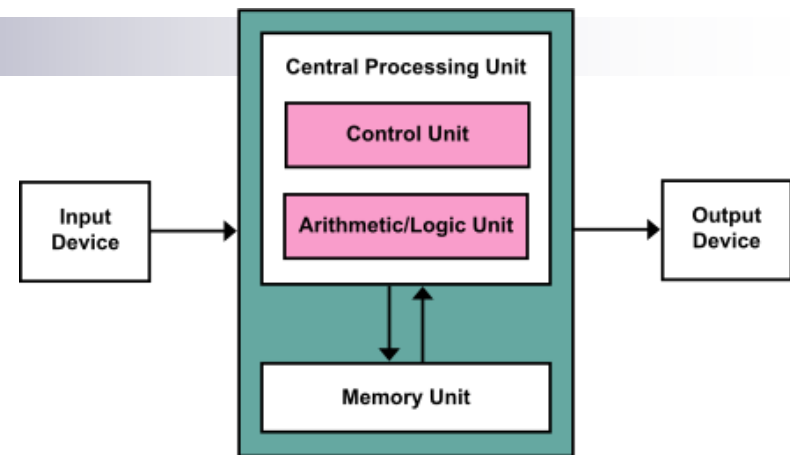 Central Processing Unit
Control Unit
Arithmetic/Logic Unit
Input
Device
Output
Device
Memory Unit